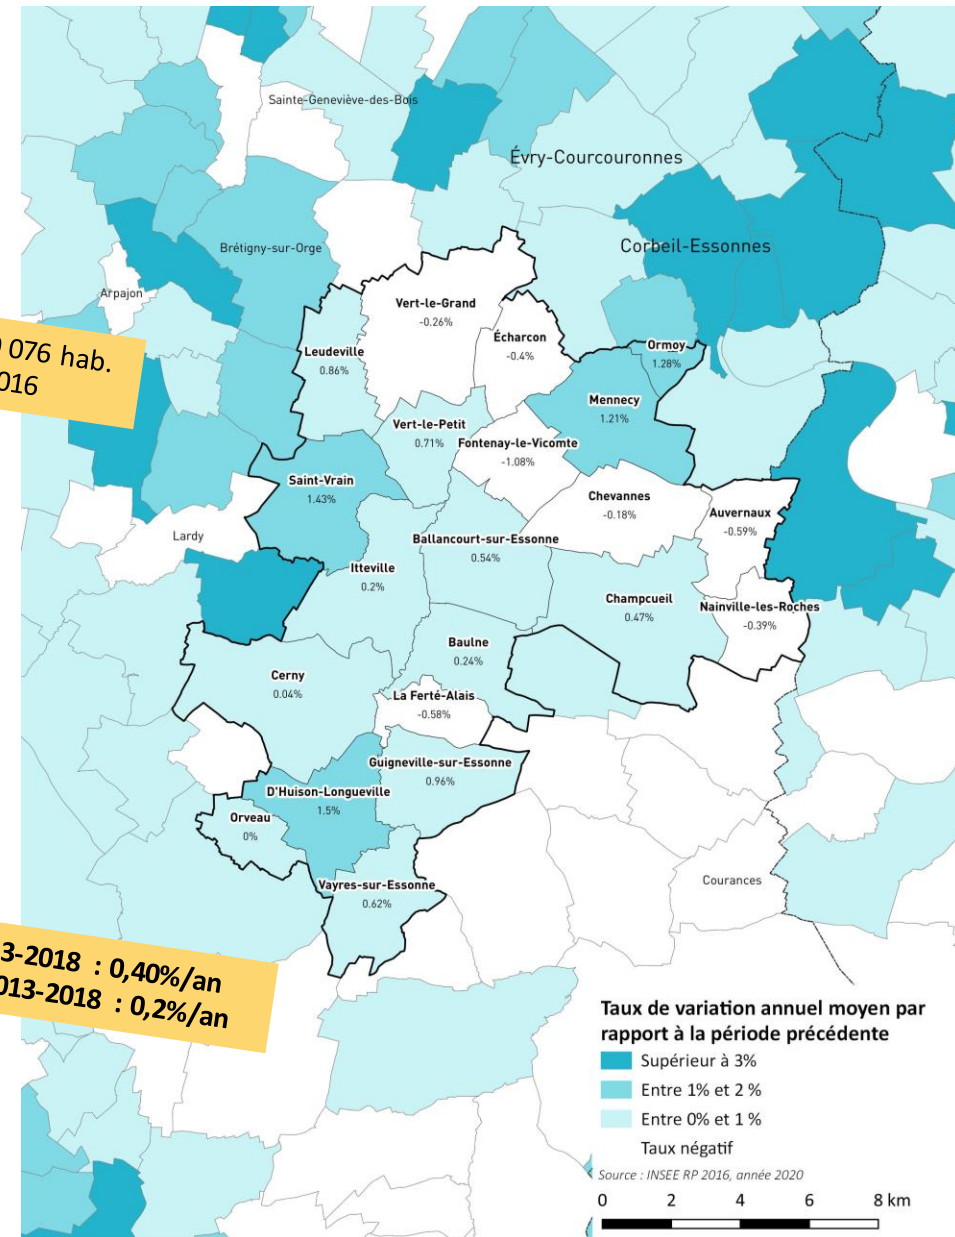 Sainte-Geneviève-des-Bois
Évry-Courcouronnes
Brétigny-sur-Orge
Corbeil-Essonnes
Arpajon
Vert-le-Grand
-0.26%
Écharcon
-0.4%
Ormoy
1.28%
Leudeville
0.86%
076 hab.
016
Mennecy
1.21%
Vert-le-Petit
0.71%
Fontenay-le-Vicomte
-1.08%
Saint-Vrain
1.43%
Chevannes
-0.18%
Auvernaux
-0.59%
Lardy
Ballancourt-sur-Essonne
0.54%
Itteville
0.2%
Champcueil
0.47%
Nainville-les-Roches
-0.39%
Baulne
0.24%
Cerny
0.04%
La Ferté-Alais
-0.58%
Guigneville-sur-Essonne
0.96%
D'Huison-Longueville
1.5%
Orveau
0%
Vayres-sur-Essonne
0.62%
Courances
3-2018 : 0,40%/an
013-2018 : 0,2%/an
Taux de variation annuel moyen par
rapport à la période précédente
Supérieur à 3%
Entre 1% et 2 %
Entre 0% et 1 %
Taux négatif
Source : INSEE RP 2016, année 2020
0 2 4 6 8 km